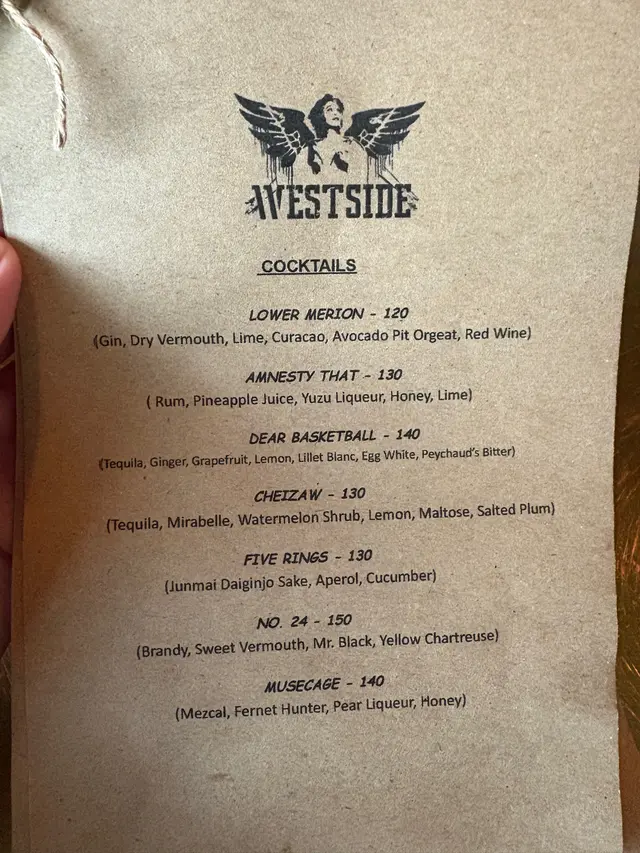 WESTSIDE
COCKTAILS
LOWER MERION - 120
(Gin, Dry Vermouth, Lime, Curacao, Avocado Pit Orgeat, Red Wine)
AMNESTY THAT - 130
( Rum, Pineapple Juice, Yuzu Liqueur, Honey, Lime)
DEAR BASKETBALL - 140
(Tequila, Ginger, Grapefruit, Lemon, Lillet Blanc, Egg White, Peychaud's Bitter)
CHEIZAW - 130
(Tequila, Mirabelle, Watermelon Shrub, Lemon, Maltose, Salted Plum)
FIVE RINGS - 130
(Junmai Daiginjo Sake, Aperol, Cucumber)
NO. 24 - 150
(Brandy, Sweet Vermouth, Mr. Black, Yellow Chartreuse)
MUSECAGE - 140
(Mezcal, Fernet Hunter, Pear Liqueur, Honey)